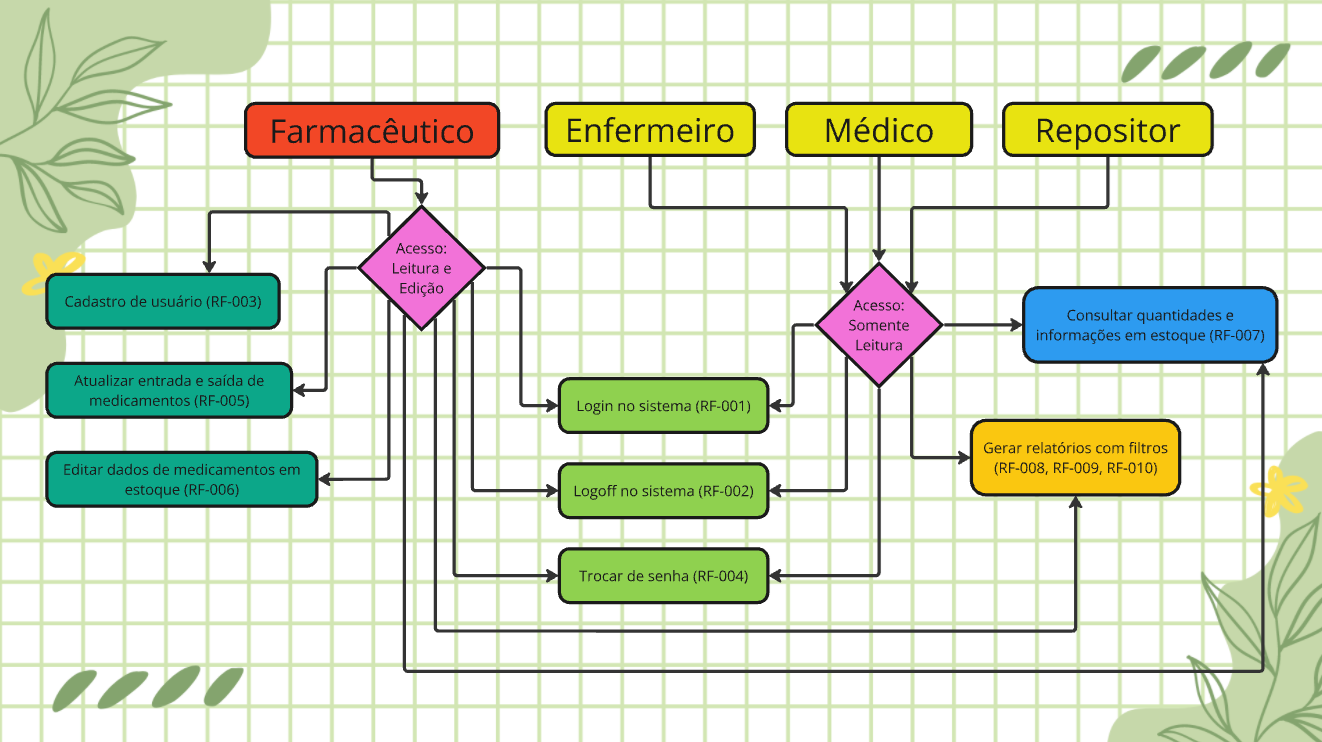 Farmacêutico
Enfermeiro
Médico
Repositor
Acesso:
Leitura e
Edição
Acesso:
Somente
Leitura
Cadastro de usuário (RF-003)
Atualizar entrada e saída de
medicamentos (RF-005)
Editar dados de medicamentos em
estoque (RF-006)
Login no sistema (RF-001)
Logoff no sistema (RF-002)
Trocar de senha (RF-004)
Consultar quantidades e
informações em estoque (RF-007)
Gerar relatórios com filtros
(RF-008, RF-009, RF-010)